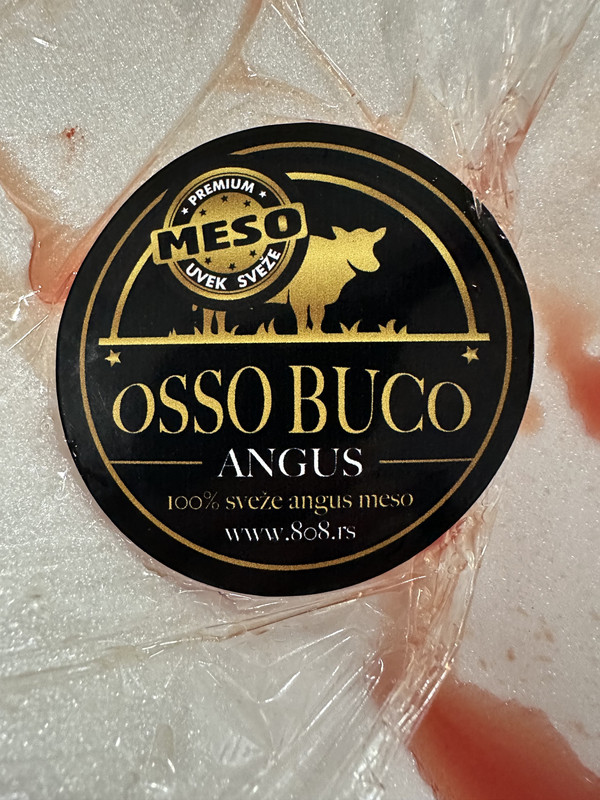 PREMIUM
MESO
UVEK SVEŽE
OSSO BUCO
ANGUS
100% sveže angus meso
www.808.rs